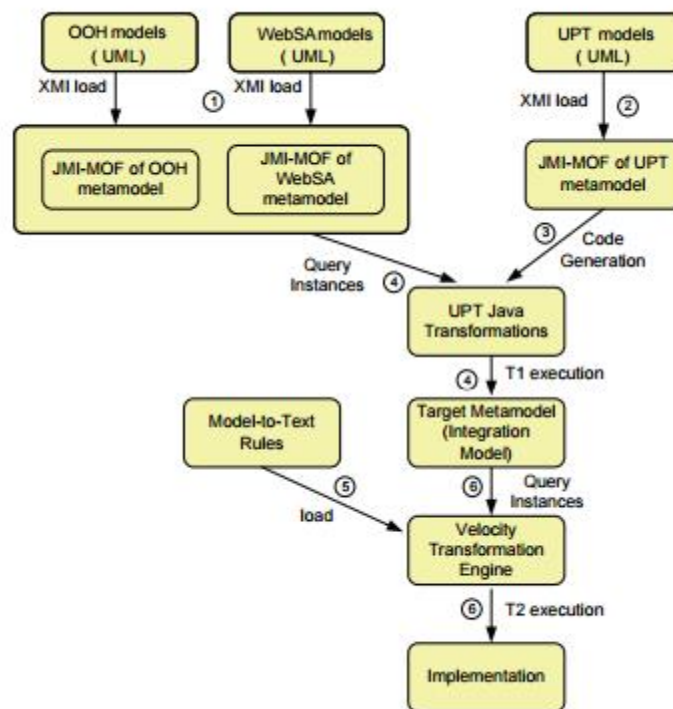 OOH models
( UML)
WebSA models
( UML)
UPT models
( UML)
XMI load
①
XMI load
XMI load
②
JMI-MOF of OOH
metamodel
JMI-MOF of
WebSA
metamodel
JMI-MOF of UPT
metamodel
③
Code
Generation
Query
Instances
④
UPT Java
Transformations
④
T1 execution
Model-to-Text
Rules
Target Metamodel
(Integration
Model)
⑤
load
⑥
Query
Instances
Velocity
Transformation
Engine
⑥
T2 execution
Implementation